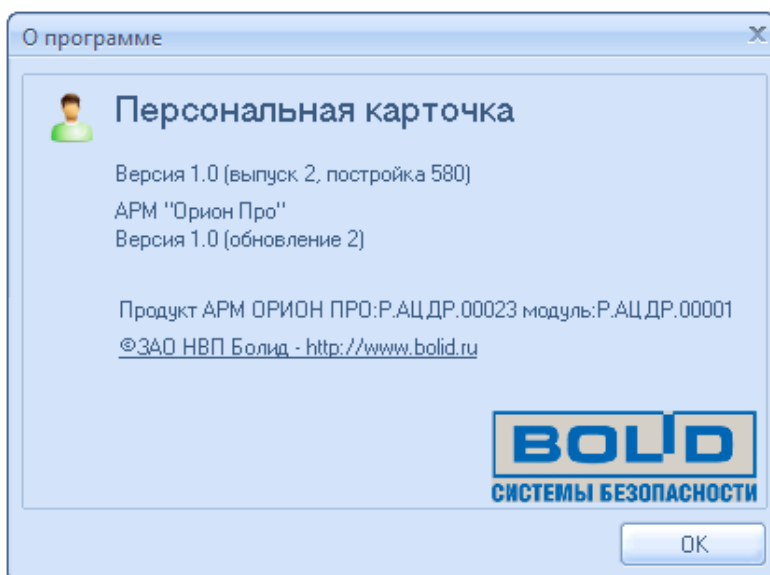 О программе
Персональная карточка
Версия 1.0 (выпуск 2, постройка 580)
АРМ "Орион Про"
Версия 1.0 (обновление 2)
Продукт АРМ ОРИОН ПРО:Р.АЦДР.00023 модуль:Р.АЦДР.00001
©ЗАО НВП Болид - http://www.bolid.ru
BOLID
СИСТЕМЫ БЕЗОПАСНОСТИ
OK